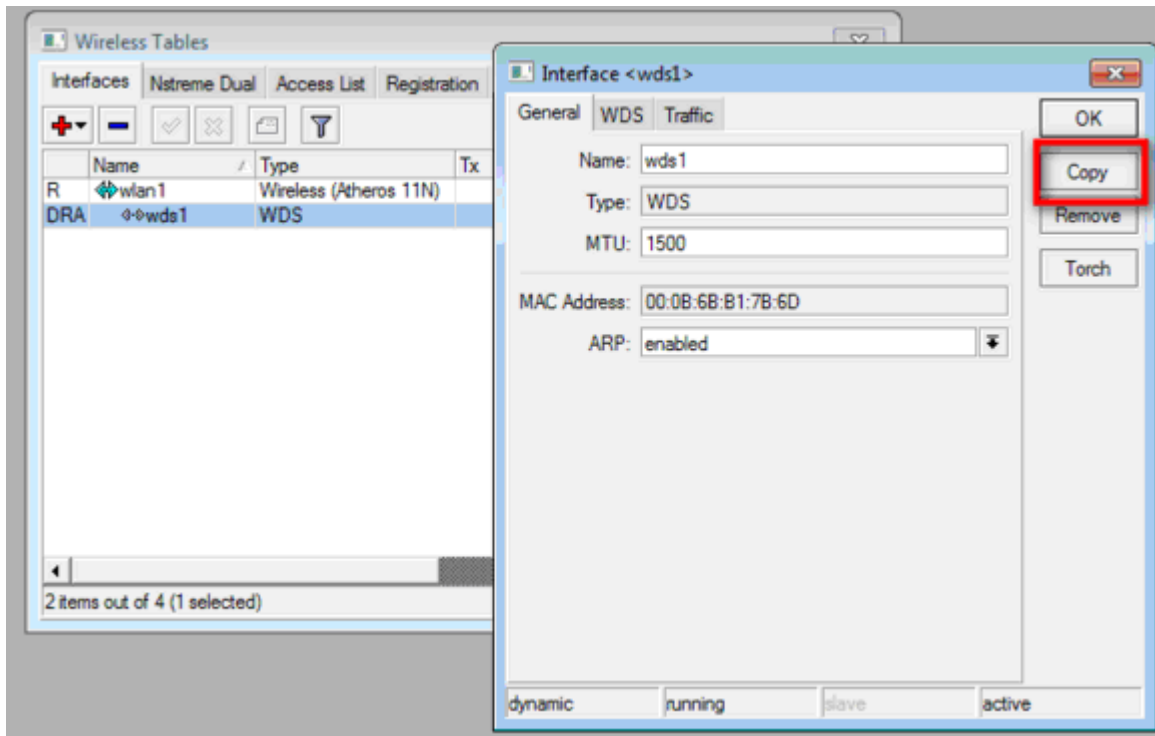 Wireless Tables
Interfaces Nstreme Dual Access List Registration
Name Type Tx
R wlan1 Wireless (Atheros 11N)
DRA wds1 WDS
2 items out of 4 (1 selected)
Interface <wds1>
General WDS Traffic
Name: wds1
Type: WDS
MTU: 1500
MAC Address: 00:0B:6B:B1:7B:6D
ARP: enabled
OK
Copy
Remove
Torch
dynamic running slave active